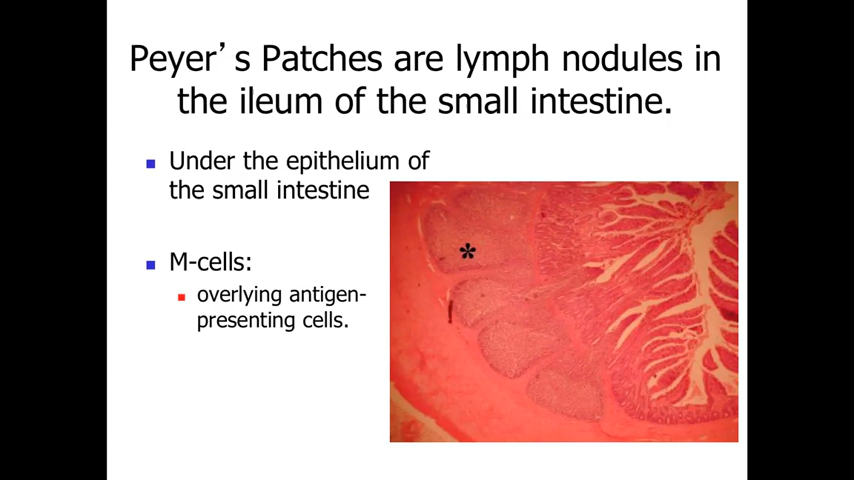 Peyer’s Patches are lymph nodules in
the ileum of the small intestine.
Under the epithelium of
the small intestine
M-cells:
overlying antigen-
presenting cells.
*